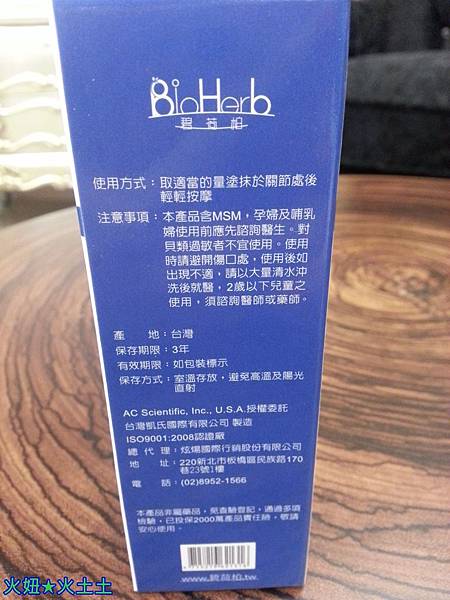 BioHerb
碧荷柏
使用方式：取適當的量塗抹於關節處後
輕輕按摩
注意事項：本產品含MSM，孕婦及哺乳
婦使用前應先諮詢醫生。對
貝類過敏者不宜使用。使用
時請避開傷口處，使用後如
出現不適，請以大量清水沖
洗後就醫，2歲以下兒童之
使用，須諮詢醫師或藥師。
產　　地：台灣
保存期限：3年
有效期限：如包裝標示
保存方式：室溫存放，避免高溫及陽光
直射
AC Scientific, Inc., U.S.A.授權委託
台灣凱氏國際有限公司 製造
ISO9001:2008認證廠
總 代 理：炫煬國際行銷股份有限公司
地　　址：220新北市板橋區民族路170
巷23號1樓
電　　話：(02)8952-1566
本產品非屬藥品，免查驗登記，通過多項
檢驗，已投保2000萬產品責任險，敬請
安心使用。
www.碧荷柏.tw.
火妞★火土土